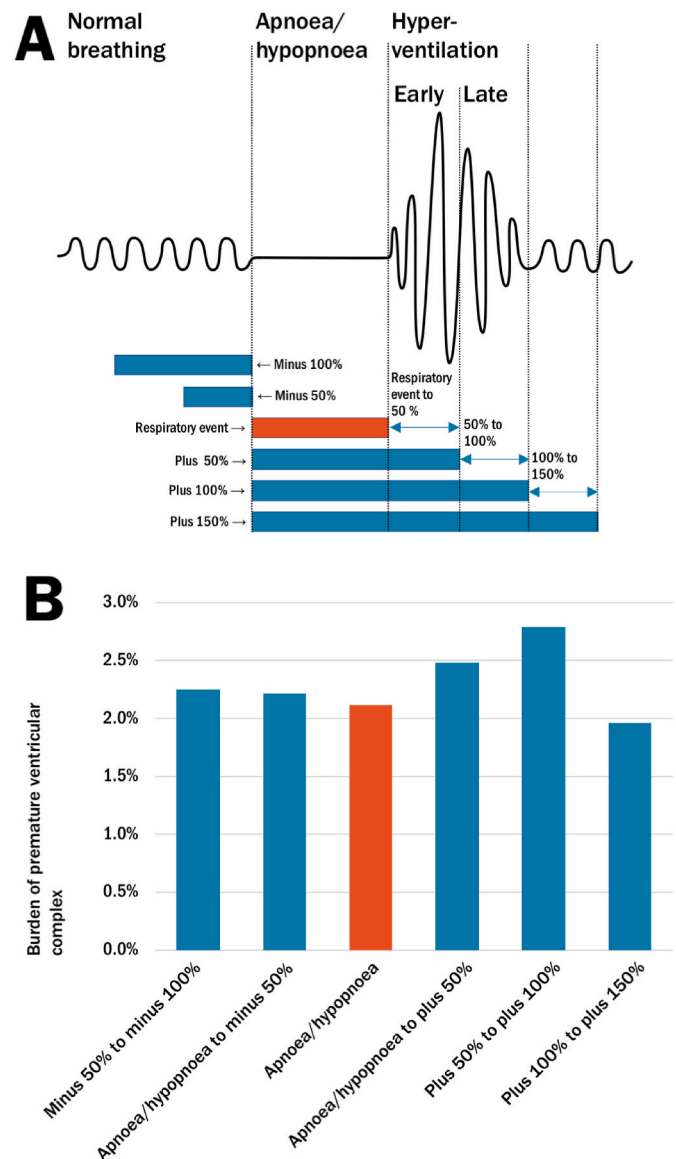 A
Normal
breathing
Apnoea/
hypopnoea
Hyper-
ventilation
Early
Late
← Minus 100%
← Minus 50%
Respiratory
event to
50 %
Respiratory event →
50% to
100%
Plus 50% →
100% to
150%
Plus 100% →
Plus 150% →
B
3.0%
2.5%
2.0%
1.5%
1.0%
0.5%
0.0%
Burden of premature ventricular
complex
Minus 50% to minus 100%
Apnoea/hypopnoea to minus 50%
Apnoea/hypopnoea
Apnoea/hypopnoea to plus 50%
Plus 50% to plus 100%
Plus 100% to plus 150%